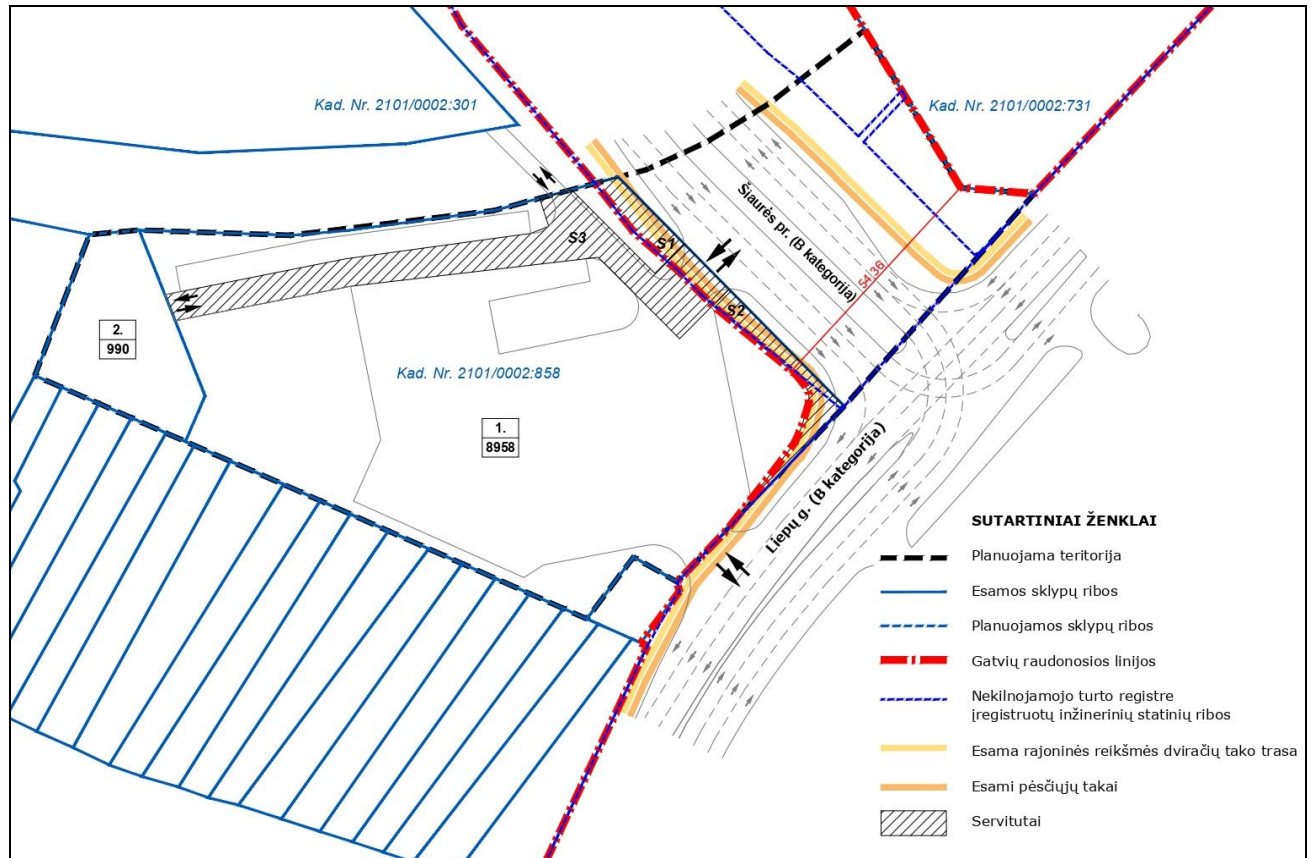 Kad. Nr. 2101/0002:301
Kad. Nr. 2101/0002:731
Šiaurės pr. (B kategorija)
S3
S1
54,36
S2
2.
990
Kad. Nr. 2101/0002:858
1.
8958
Liepų g. (B kategorija)
SUTARTINIAI ŽENKLAI
Planuojama teritorija
Esamos sklypų ribos
Planuojamos sklypų ribos
Gatvių raudonosios linijos
Nekilnojamojo turto registre
įregistruotų inžinerinių statinių ribos
Esama rajoninės reikšmės dviračių tako trasa
Esami pėsčiųjų takai
Servitutai